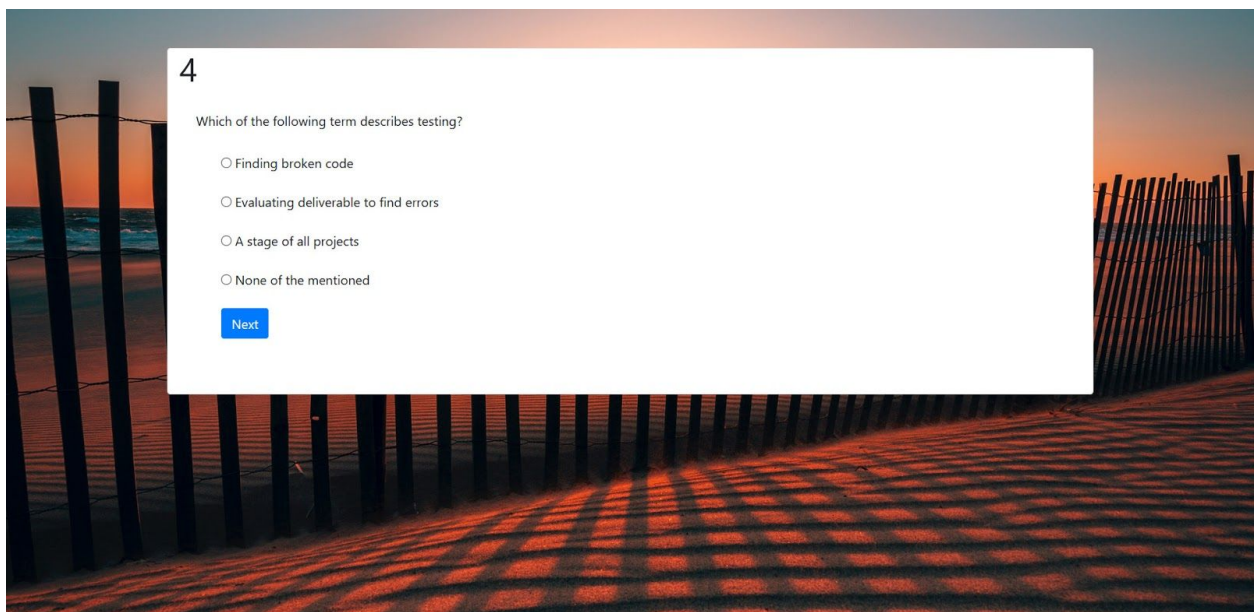 4
Which of the following term describes testing?
Finding broken code
Evaluating deliverable to find errors
A stage of all projects
None of the mentioned
Next